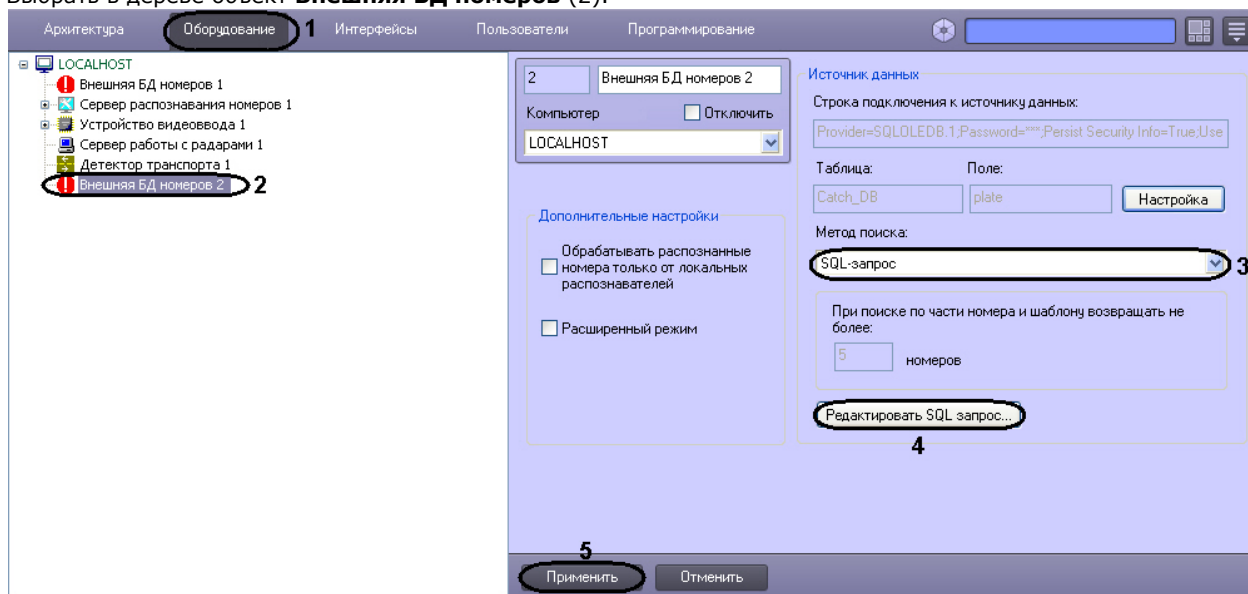 Выбрать в дереве объект Внешняя БД номеров (2).
Архитектура Оборудование 1 Интерфейсы Пользователи Программирование
LOCALHOST
Внешняя БД номеров 1
Сервер распознавания номеров 1
Устройство видеоввода 1
Сервер работы с радарами 1
Детектор транспорта 1
Внешняя БД номеров 2 2
2 Внешняя БД номеров 2
Компьютер Отключить
LOCALHOST
Дополнительные настройки
Обрабатывать распознанные
номера только от локальных
распознавателей
Расширенный режим
Источник данных
Строка подключения к источнику данных:
Provider=SQLOLEDB.1;Password=***;Persist Security Info=True;Use
Таблица: Поле:
Catch_DB plate Настройка
Метод поиска:
SQL-запрос 3
При поиске по части номера и шаблону возвращать не
более:
5 номеров
Редактировать SQL запрос...
4
5
Применить Отменить